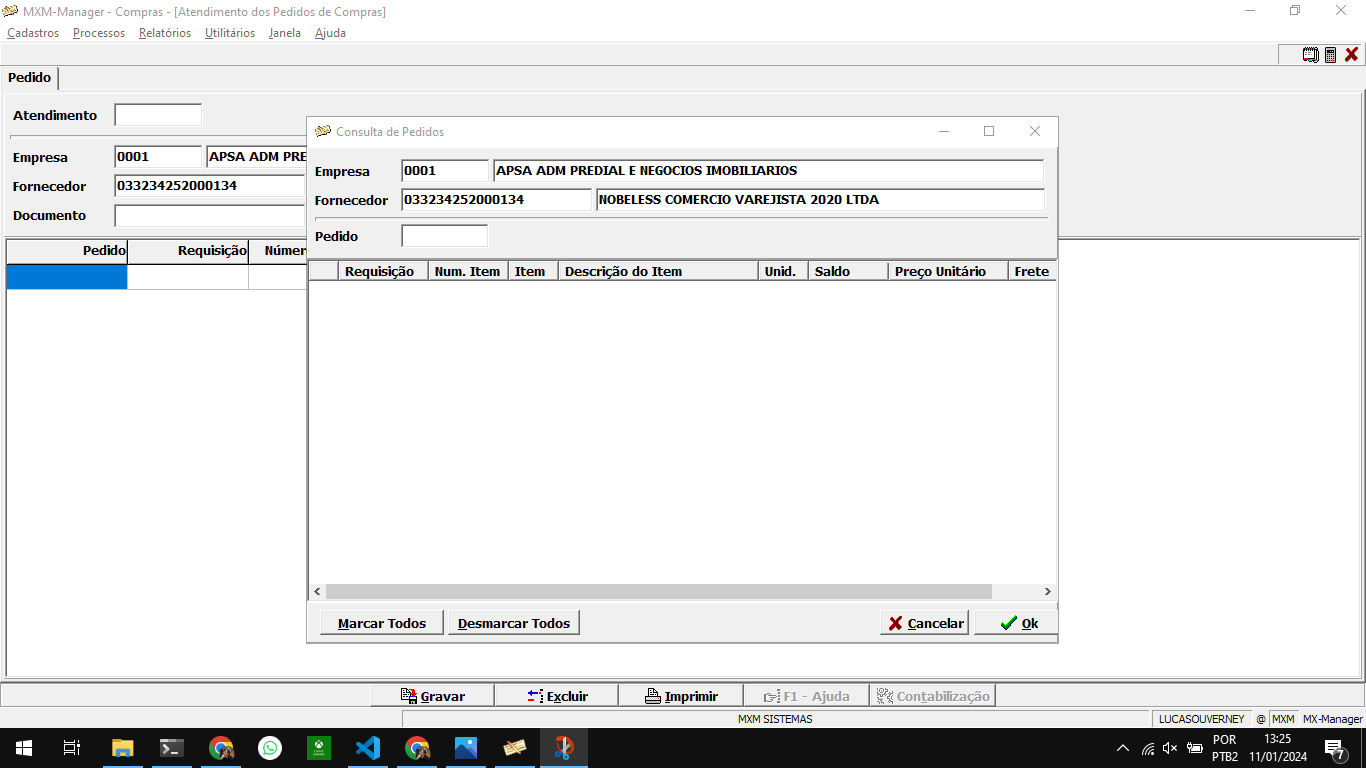 MXM-Manager - Compras - [Atendimento dos Pedidos de Compras]
Cadastros Processos Relatórios Utilitários Janela Ajuda
Pedido
Atendimento
Empresa 0001 APSA ADM PRE
Fornecedor 033234252000134
Documento
Pedido Requisição Númer
Consulta de Pedidos
Empresa 0001 APSA ADM PREDIAL E NEGOCIOS IMOBILIARIOS
Fornecedor 033234252000134 NOBELESS COMERCIO VAREJISTA 2020 LTDA
Pedido
Requisição Num. Item Item Descrição do Item Unid. Saldo Preço Unitário Frete
Marcar Todos Desmarcar Todos Cancelar Ok
Gravar Excluir Imprimir F1 - Ajuda Contabilização
MXM SISTEMAS LUCASOUVERNEY @ MXM MX-Manager
POR 13:25
PTB2 11/01/2024 7